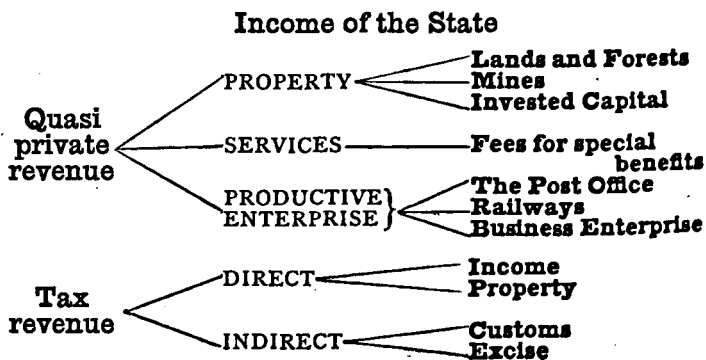 Income of the State
Quasi
private
revenue
PROPERTY
Lands and Forests
Mines
Invested Capital
SERVICES
Fees for special
benefits
PRODUCTIVE
ENTERPRISE }
The Post Office
Railways
Business Enterprise
Tax
revenue
DIRECT
Income
Property
INDIRECT
Customs
Excise